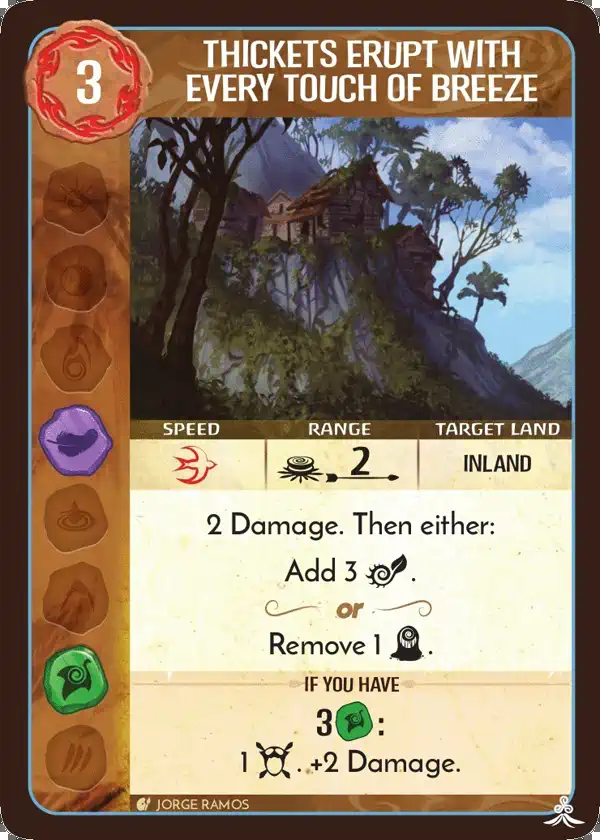 3
THICKETS ERUPT WITH
EVERY TOUCH OF BREEZE
SPEED RANGE TARGET LAND
2 INLAND
2 Damage. Then either:
Add 3 .
or
Remove 1 .
IF YOU HAVE
3 :
1 . +2 Damage.
JORGE RAMOS